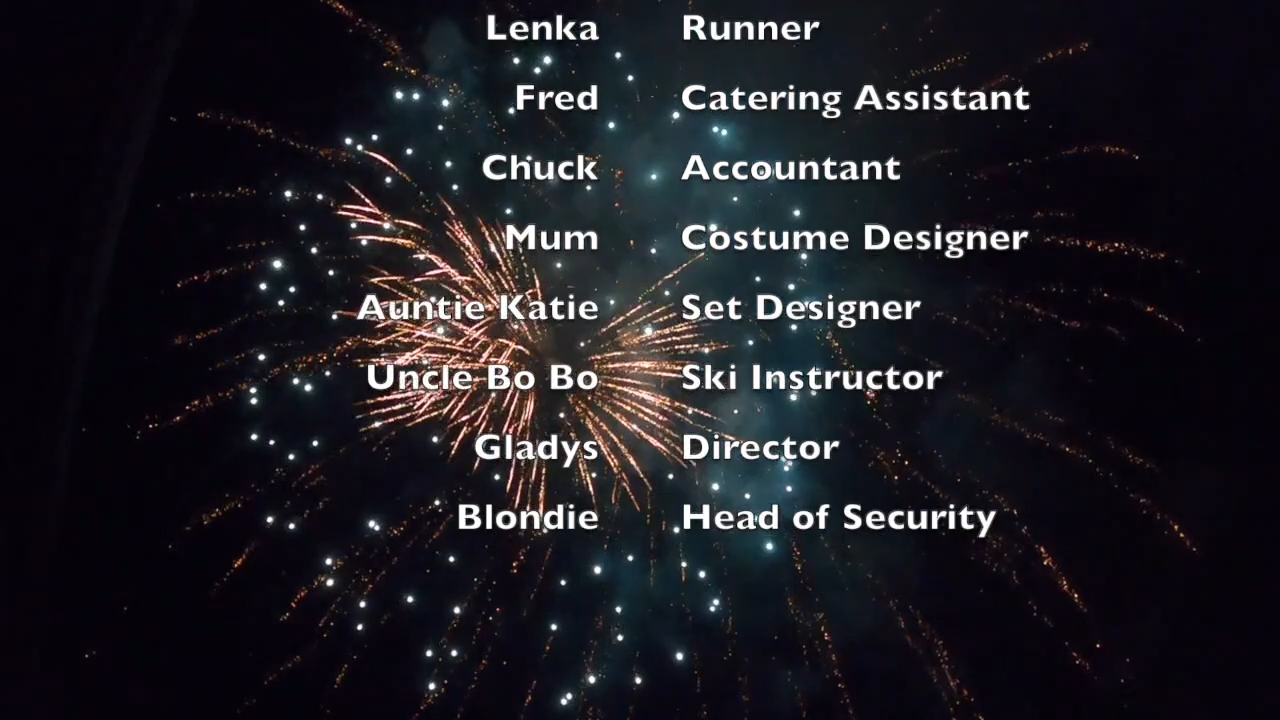 Lenka Runner
Fred Catering Assistant
Chuck Accountant
Mum Costume Designer
Auntie Katie Set Designer
Uncle Bo Bo Ski Instructor
Gladys Director
Blondie Head of Security